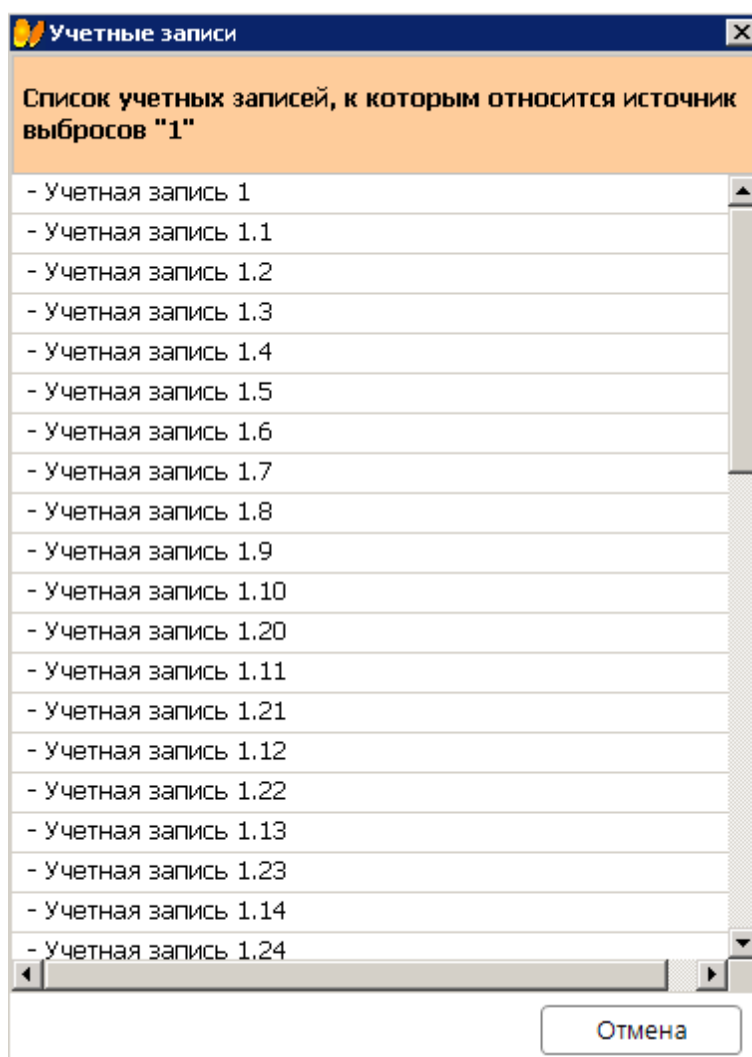 Учетные записи
Список учетных записей, к которым относится источник
выбросов "1"
- Учетная запись 1
- Учетная запись 1.1
- Учетная запись 1.2
- Учетная запись 1.3
- Учетная запись 1.4
- Учетная запись 1.5
- Учетная запись 1.6
- Учетная запись 1.7
- Учетная запись 1.8
- Учетная запись 1.9
- Учетная запись 1.10
- Учетная запись 1.20
- Учетная запись 1.11
- Учетная запись 1.21
- Учетная запись 1.12
- Учетная запись 1.22
- Учетная запись 1.13
- Учетная запись 1.23
- Учетная запись 1.14
- Учетная запись 1.24
Отмена